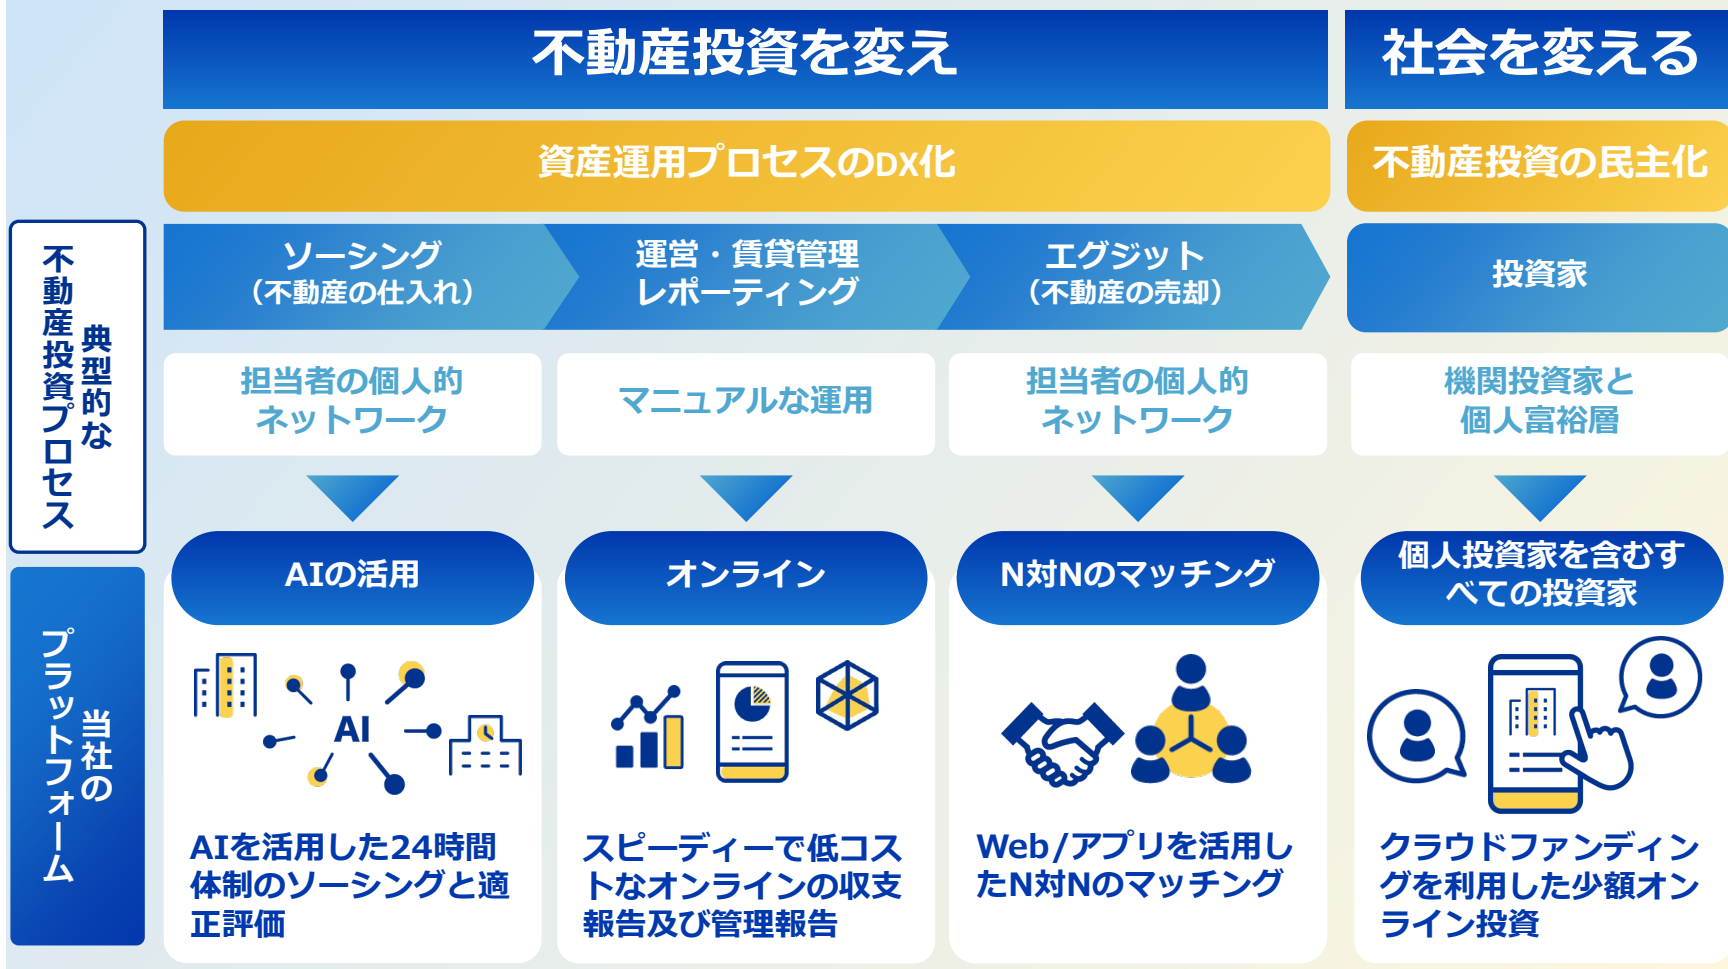 不動産投資を変え
社会を変える
資産運用プロセスのDX化
不動産投資の民主化
典型的な
不動産投資プロセス
ソーシング
（不動産の仕入れ）
運営・賃貸管理
レポーティング
エグジット
（不動産の売却）
投資家
担当者の個人的
ネットワーク
マニュアルな運用
担当者の個人的
ネットワーク
機関投資家と
個人富裕層
当社の
プラットフォーム
AIの活用
オンライン
N対Nのマッチング
個人投資家を含むす
べての投資家
AI
AIを活用した24時間
体制のソーシングと適
正評価
スピーディーで低コス
トなオンラインの収支
報告及び管理報告
Web/アプリを活用し
たN対Nのマッチング
クラウドファンディン
グを利用した少額オン
ライン投資